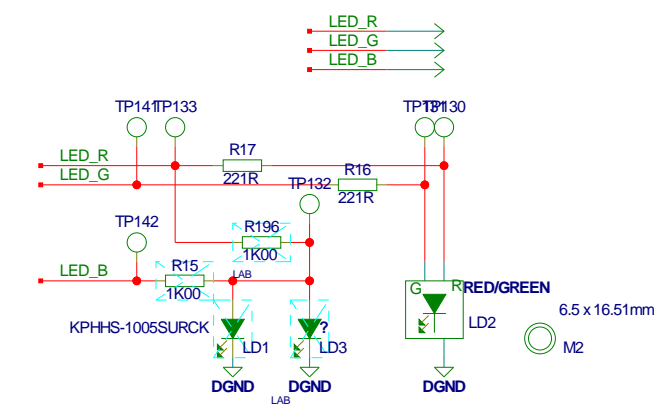 LED_R
LED_G
LED_B
TP141
TP133
TP131
TP130
LED_R
R17
LED_G
221R
R16
TP132
221R
TP142
R196
1K00
LED_B
R15
LAB
1K00
G
R
RED/GREEN
6.5 x 16.51mm
KPHHS-1005SURCK
?
LD2
LD1
LD3
M2
DGND
DGND
DGND
LAB